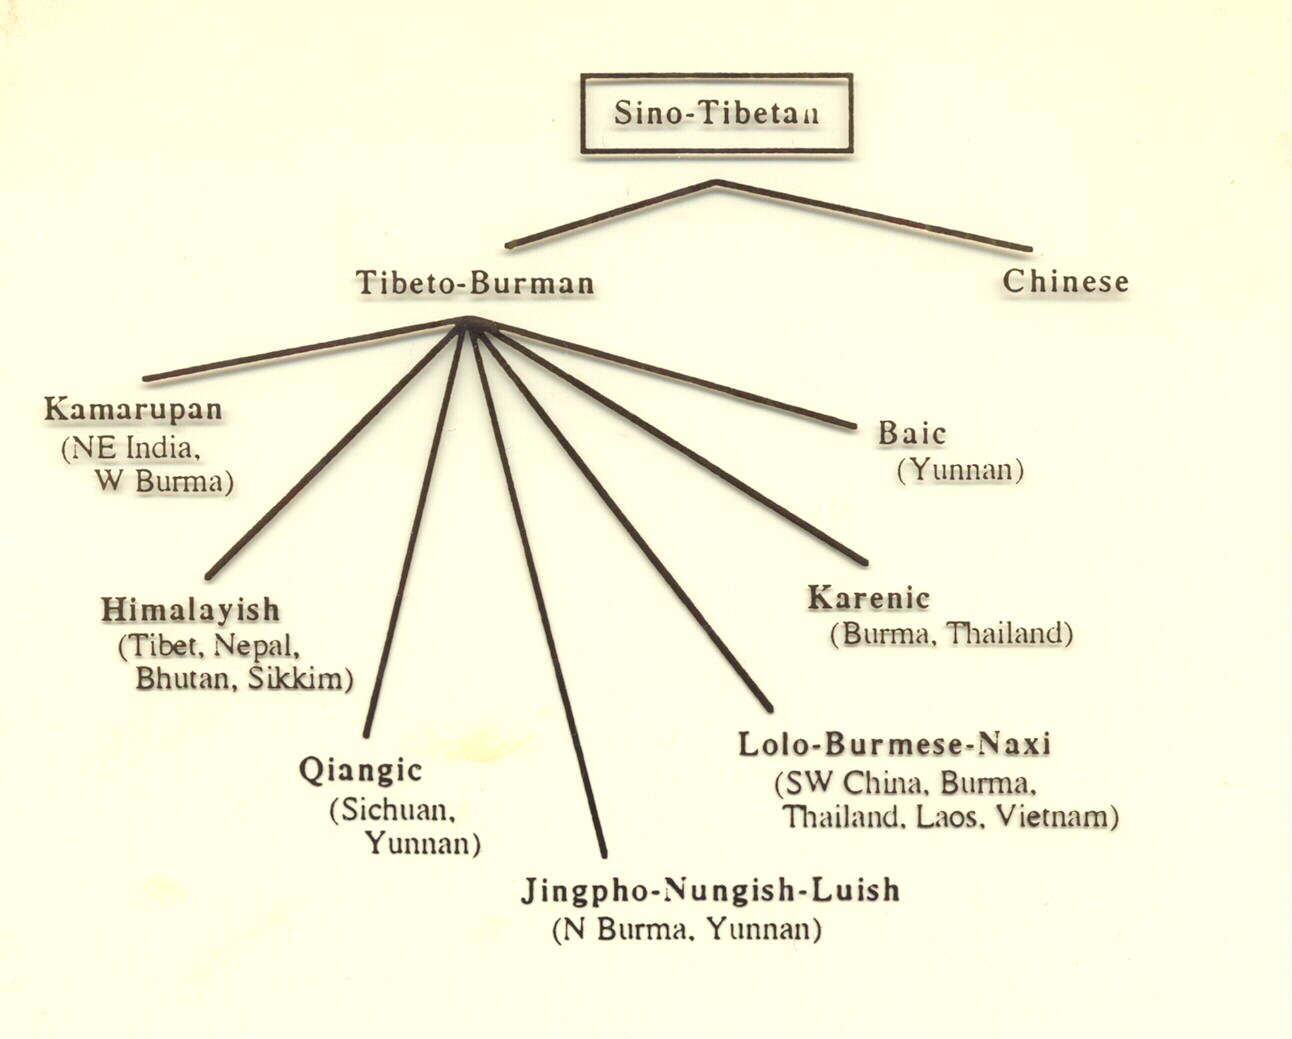 Sino-Tibetan
Tibeto-Burman
Chinese
Kamarupan
(NE India,
W Burma)
Baic
(Yunnan)
Himalayish
(Tibet, Nepal,
Bhutan, Sikkim)
Karenic
(Burma, Thailand)
Qiangic
(Sichuan,
Yunnan)
Lolo-Burmese-Naxi
(SW China, Burma,
Thailand, Laos, Vietnam)
Jingpho-Nungish-Luish
(N Burma, Yunnan)